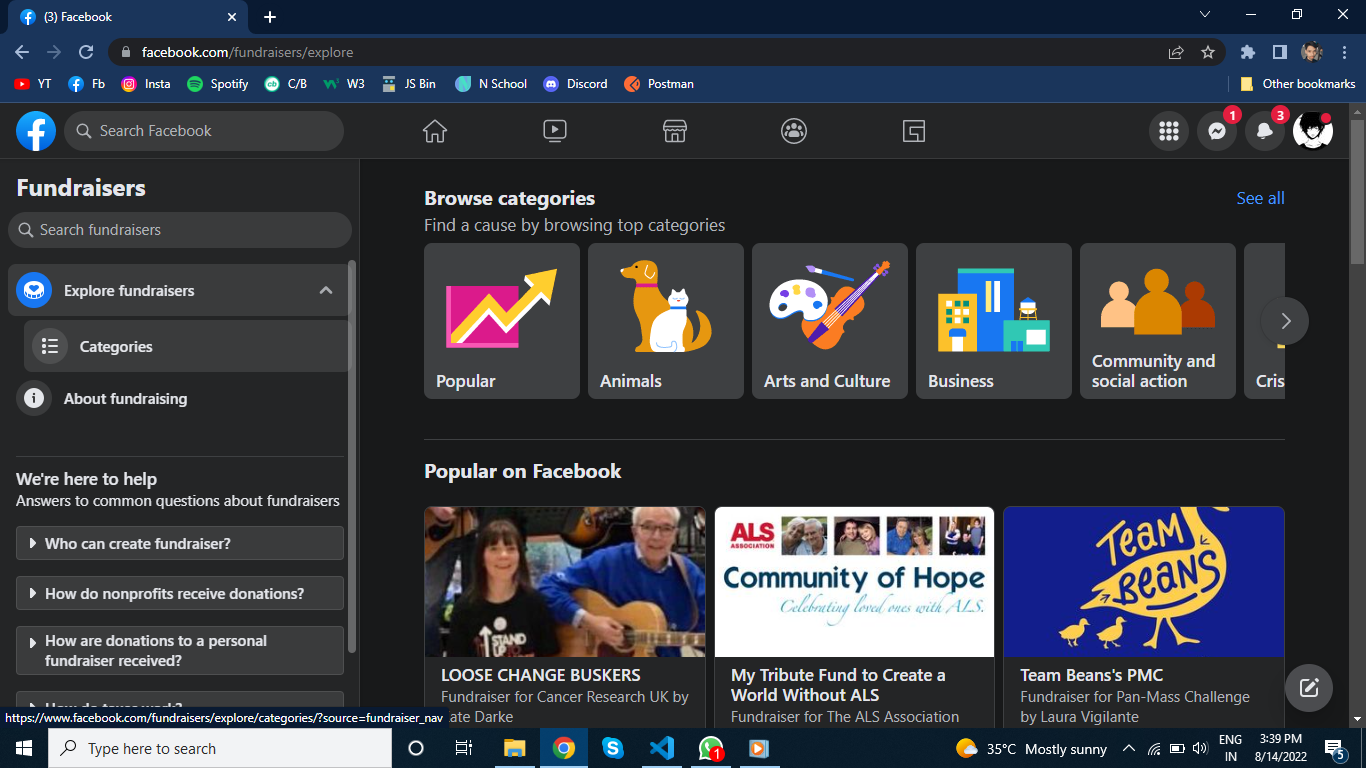 (3) Facebook
facebook.com/fundraisers/explore
YT
Fb
Insta
Spotify
C/B
W3
JS Bin
N School
Discord
Postman
Other bookmarks
Search Facebook
1
3
Fundraisers
Search fundraisers
Explore fundraisers
Categories
About fundraising
We're here to help
Answers to common questions about fundraisers
Who can create fundraiser?
How do nonprofits receive donations?
How are donations to a personal
fundraiser received?
https://www.facebook.com/fundraisers/explore/categories/?source=fundraiser_nav
Browse categories
See all
Find a cause by browsing top categories
Popular
Animals
Arts and Culture
Business
Community and
social action
Cris
Popular on Facebook
STAND
UP TO
LOOSE CHANGE BUSKERS
Fundraiser for Cancer Research UK by
ate Darke
ALS
ASSOCIATION
Community of Hope
Celebrating loved ones with ALS.
My Tribute Fund to Create a
World Without ALS
Fundraiser for The ALS Association
TEAM
BEANS
Team Beans's PMC
Fundraiser for Pan-Mass Challenge
by Laura Vigilante
Type here to search
1
35°C Mostly sunny
ENG
IN
3:39 PM
8/14/2022
5